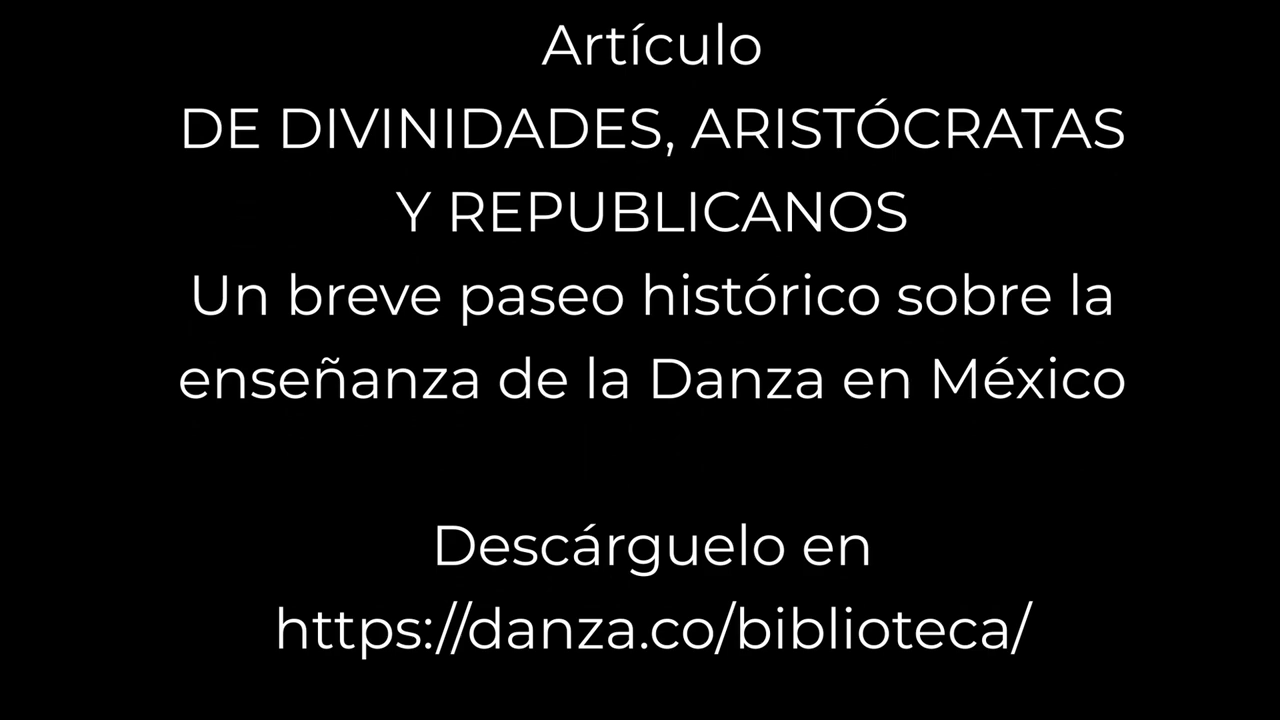 Artículo
DE DIVINIDADES, ARISTÓCRATAS
Y REPUBLICANOS
Un breve paseo histórico sobre la
enseñanza de la Danza en México
Descárguelo en
https://danza.co/biblioteca/